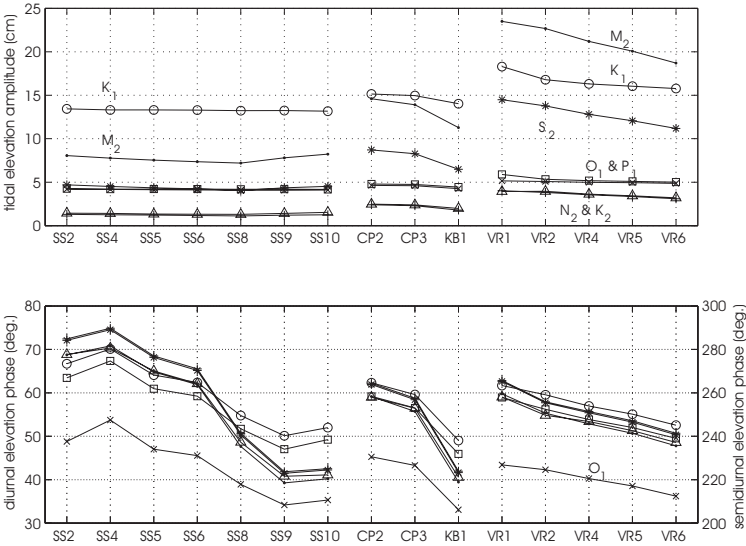 tidal elevation amplitude (cm)
25
20
15
10
5
0
M2
K1
K1
M2
S2
O1 & P1
N2 & K2
SS2 SS4 SS5 SS6 SS8 SS9 SS10 CP2 CP3 KB1 VR1 VR2 VR4 VR5 VR6
diurnal elevation phase (deg.)
80
70
60
50
40
30
300
280
260
240
220
200
semidiurnal elevation phase (deg.)
O1
SS2 SS4 SS5 SS6 SS8 SS9 SS10 CP2 CP3 KB1 VR1 VR2 VR4 VR5 VR6